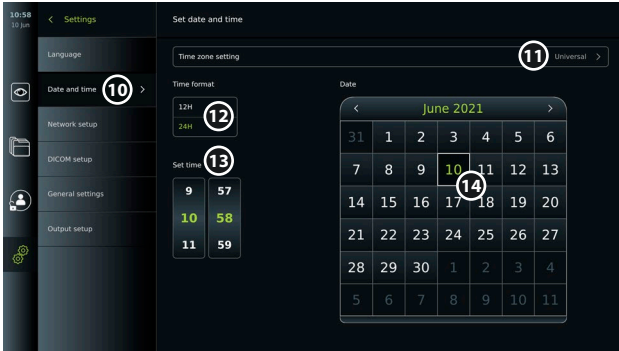 10:58
10 Jun
Settings
Set date and time
Language
Time zone setting
11
Universal
Date and time
10
Time format
Date
12H
24H
12
June 2021
Network setup
31 1 2 3 4 5 6
DICOM setup
Set time
13
7 8 9 10 11 12 13
14
General settings
9 57
10 58
11 59
14 15 16 17 18 19 20
Output setup
21 22 23 24 25 26 27
28 29 30 1 2 3 4
5 6 7 8 9 10 11